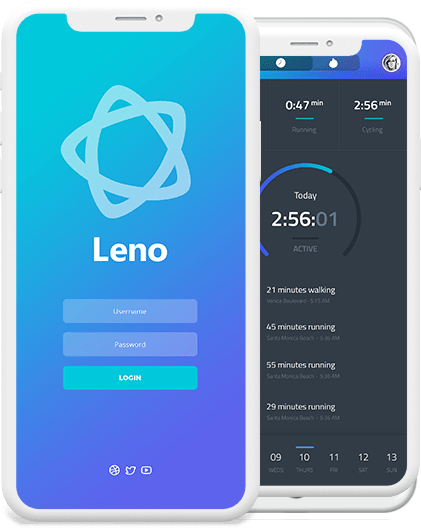 Leno
Username
Password
LOGIN
0:47 min
2:56 min
Running
Cycling
Today
2:56:01
ACTIVE
21 minutes walking
Venice Boulevard - 5:15 AM
45 minutes running
Santa Monica Beach - 5:36 AM
55 minutes running
Santa Monica Beach - 5:36 AM
29 minutes running
Santa Monica Beach - 5:36 AM
09 10 11 12 13
WEDS THURS FRI SAT SUN